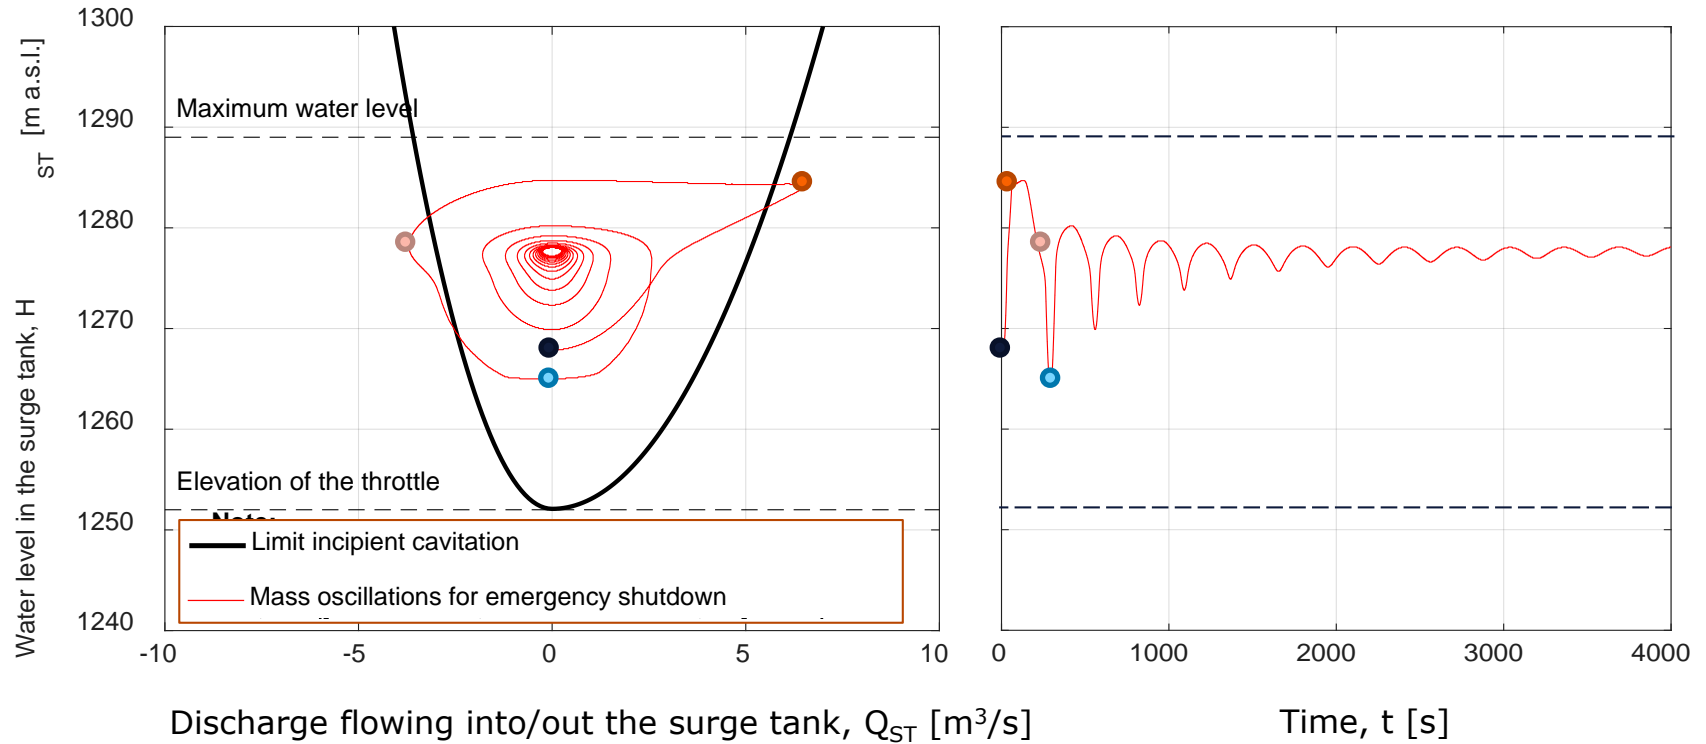 Water level in the surge tank, H ST [m a.s.l.]
1300
1290
1280
1270
1260
1250
1240
Maximum water level
Elevation of the throttle
Limit incipient cavitation
Mass oscillations for emergency shutdown
-10 -5 0 5 10
0 1000 2000 3000 4000
Discharge flowing into/out the surge tank, QST [m3/s]
Time, t [s]